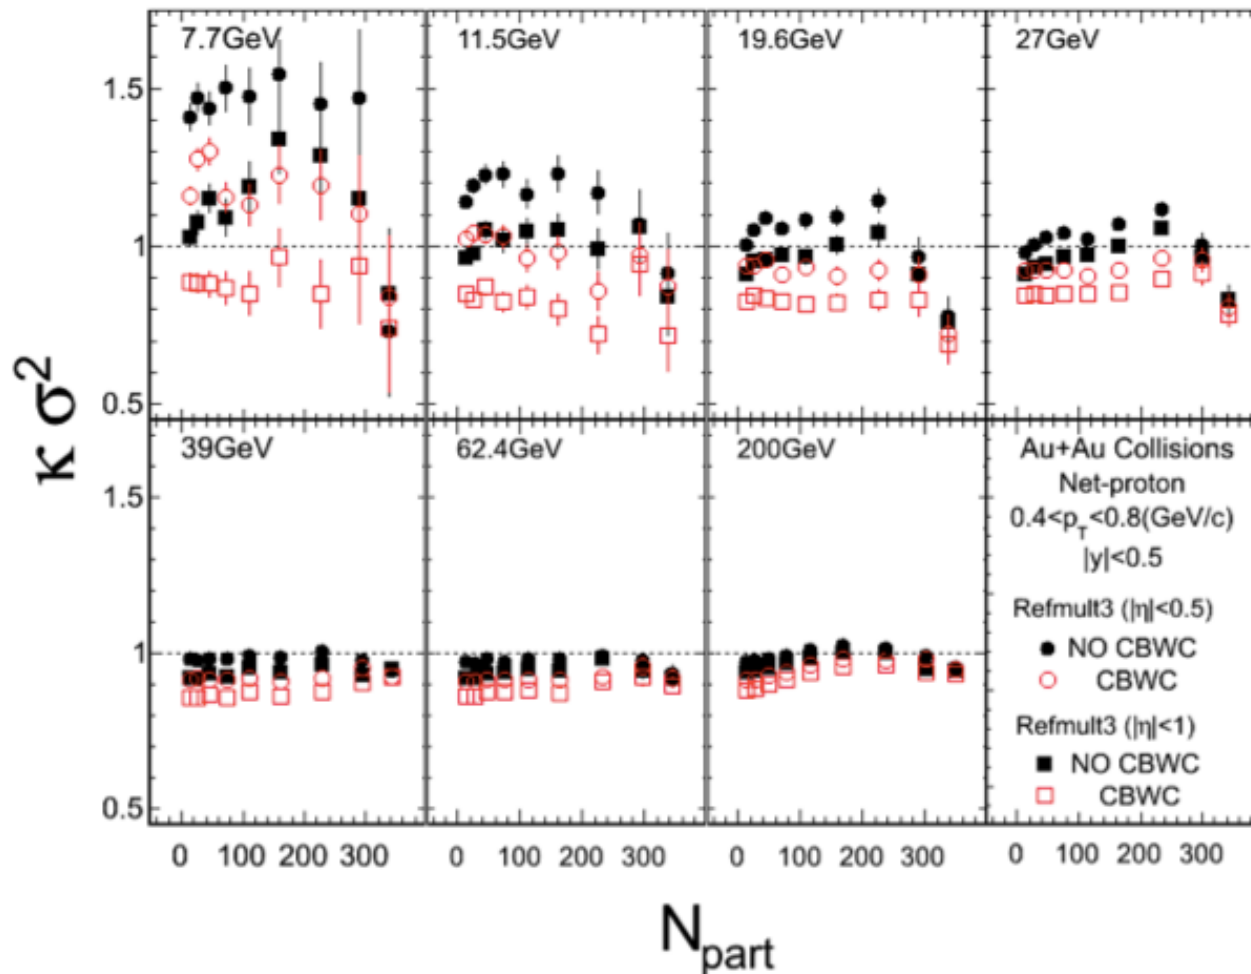 7.7GeV
11.5GeV
19.6GeV
27GeV
1.5
1
0.5
κ σ²
39GeV
62.4GeV
200GeV
Au+Au Collisions
Net-proton
0.4<p_T<0.8(GeV/c)
|y|<0.5
Refmult3 (|η|<0.5)
NO CBWC
CBWC
Refmult3 (|η|<1)
NO CBWC
CBWC
1.5
1
0.5
0 100 200 300 0 100 200 300 0 100 200 300 0 100 200 300
N_part